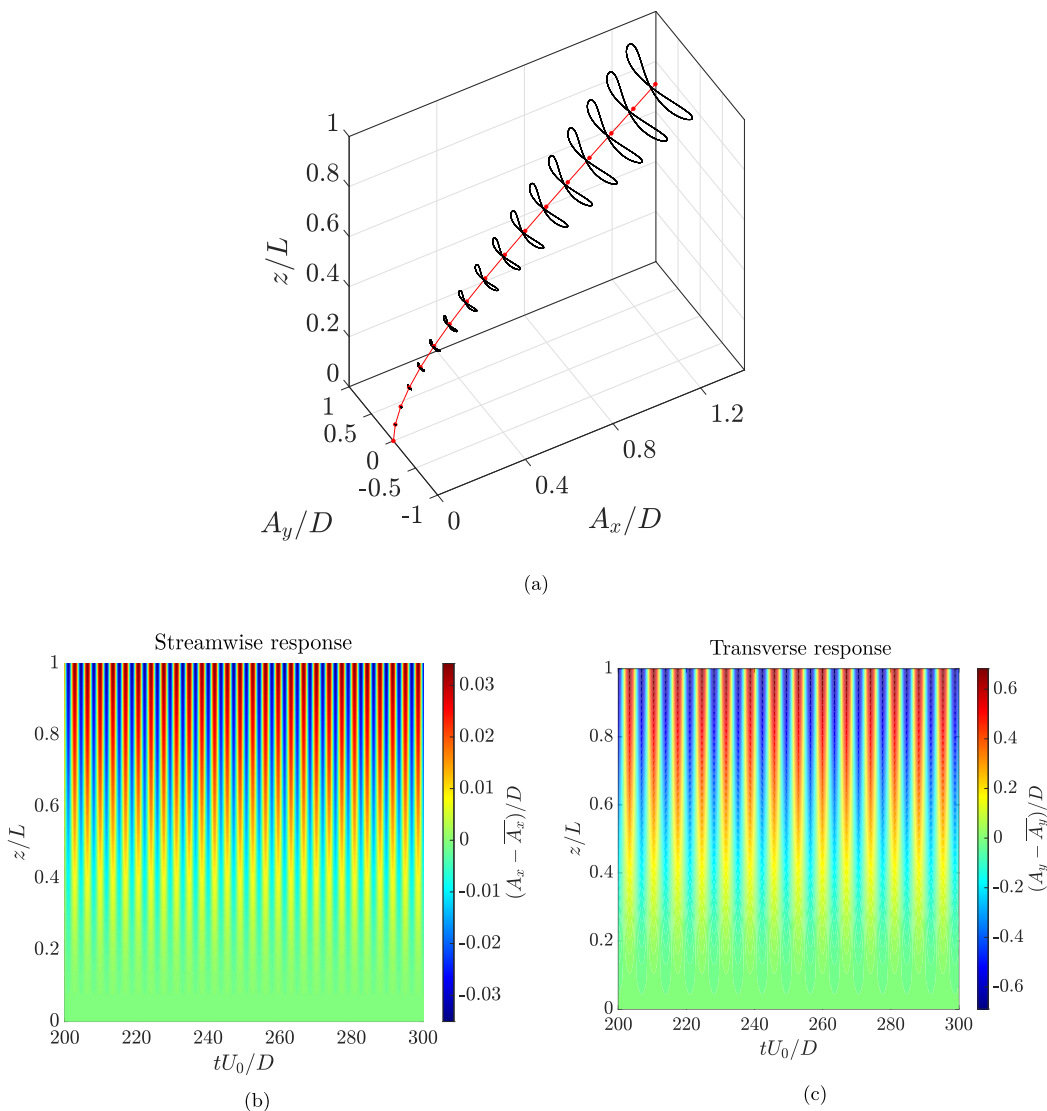 1
0.8
0.6
0.4
0.2
0
z/L
1
0.5
0
-0.5
-1
A_y/D
0
0.4
0.8
1.2
A_x/D
(a)
Streamwise response
1
0.8
0.6
0.4
0.2
0
z/L
200 220 240 260 280 300
tU_0/D
0.03
0.02
0.01
0
-0.01
-0.02
-0.03
(A_x − \overline{A_x})/D
(b)
Transverse response
1
0.8
0.6
0.4
0.2
0
z/L
200 220 240 260 280 300
tU_0/D
0.6
0.4
0.2
0
-0.2
-0.4
-0.6
(A_y − \overline{A_y})/D
(c)